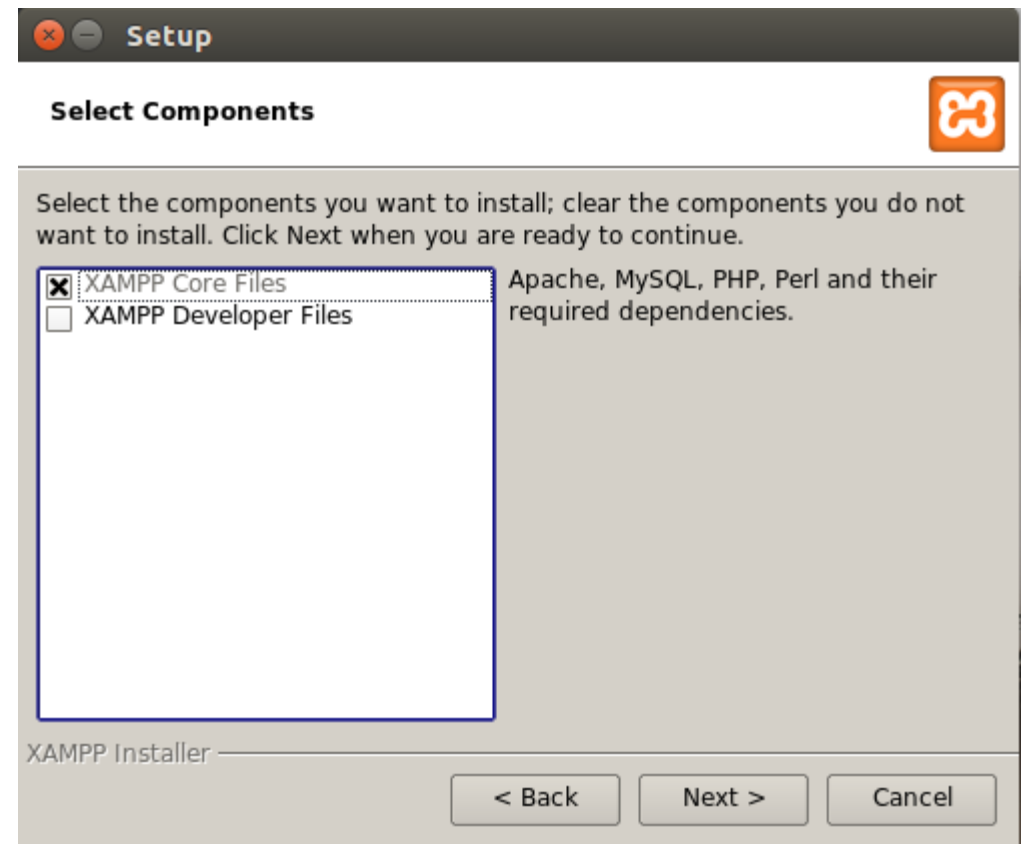 Setup
Select Components
Select the components you want to install; clear the components you do not
want to install. Click Next when you are ready to continue.
XAMPP Core Files
XAMPP Developer Files
Apache, MySQL, PHP, Perl and their
required dependencies.
XAMPP Installer
< Back
Next >
Cancel